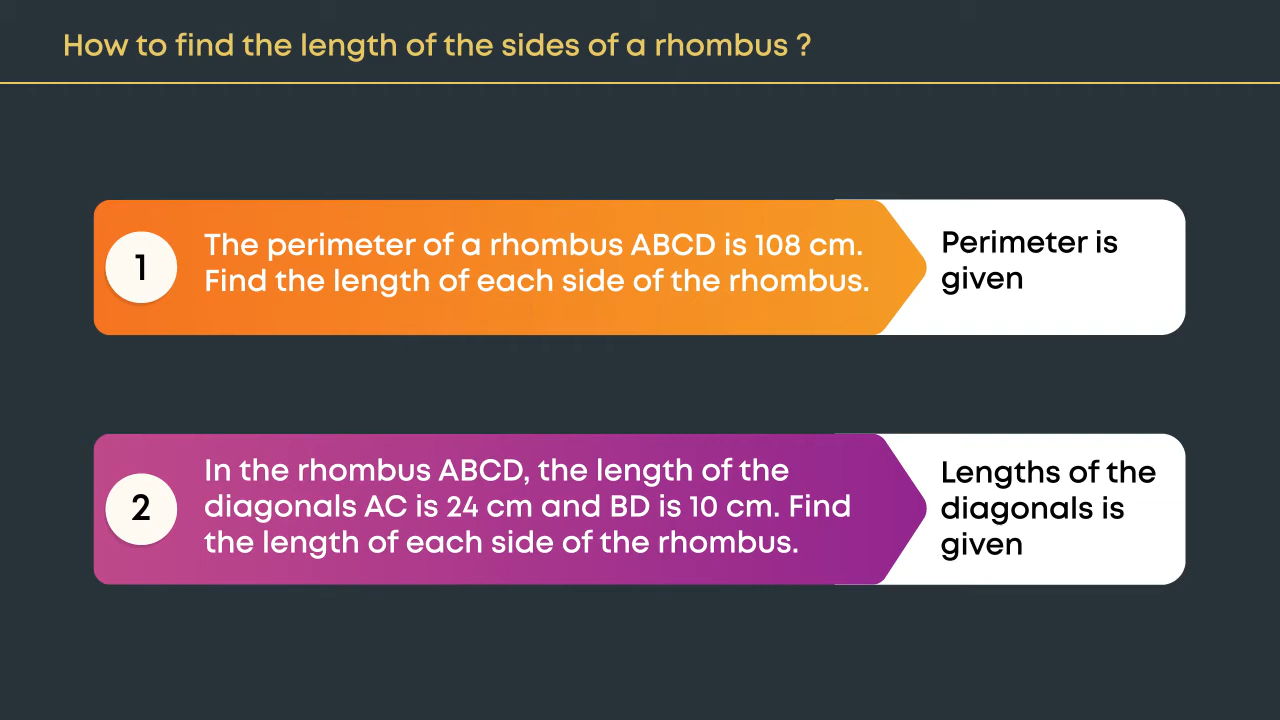 How to find the length of the sides of a rhombus ?
1
The perimeter of a rhombus ABCD is 108 cm.
Find the length of each side of the rhombus.
Perimeter is
given
2
In the rhombus ABCD, the length of the
diagonals AC is 24 cm and BD is 10 cm. Find
the length of each side of the rhombus.
Lengths of the
diagonals is
given